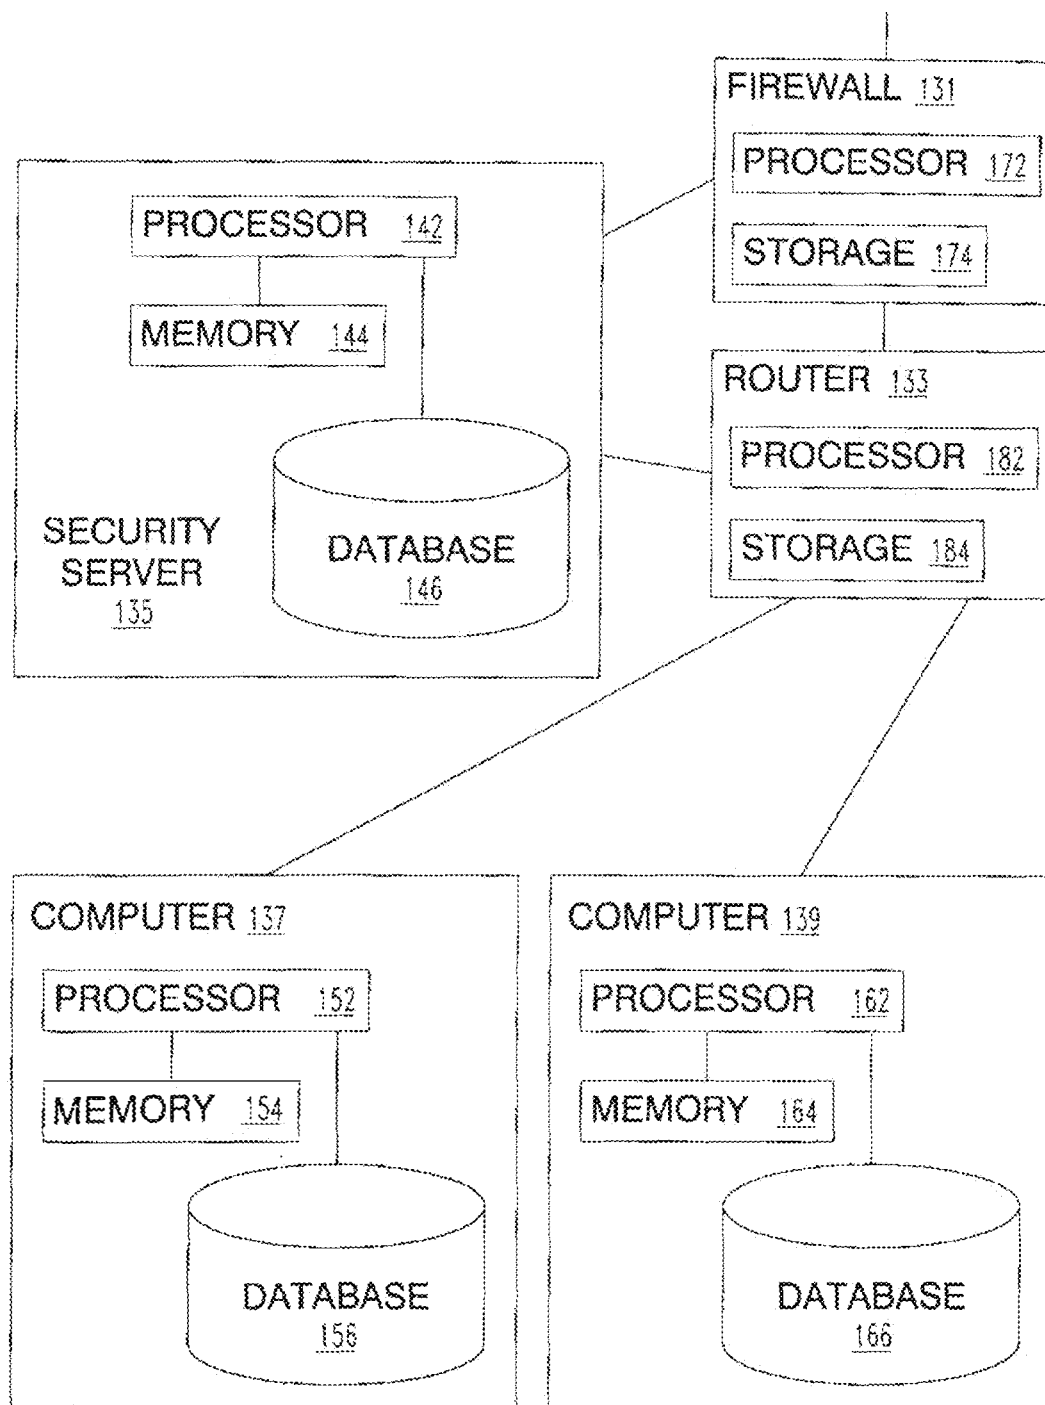 FIREWALL 131
PROCESSOR 172
STORAGE 174
PROCESSOR 142
MEMORY 144
DATABASE
146
SECURITY
SERVER
135
ROUTER 133
PROCESSOR 182
STORAGE 184
COMPUTER 137
PROCESSOR 152
MEMORY 154
DATABASE
156
COMPUTER 139
PROCESSOR 162
MEMORY 164
DATABASE
166